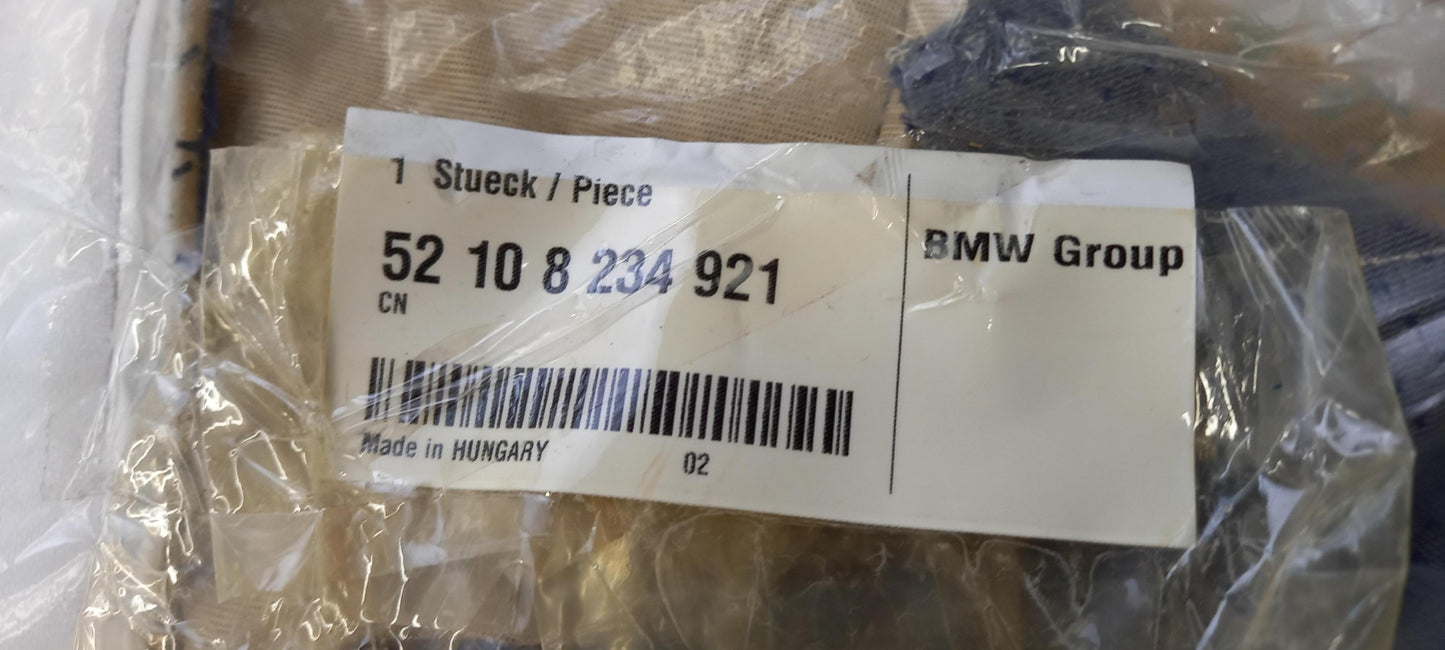 1 Stueck / Piece
52 10 8 234 921
CN
Made in HUNGARY
02
BMW Group